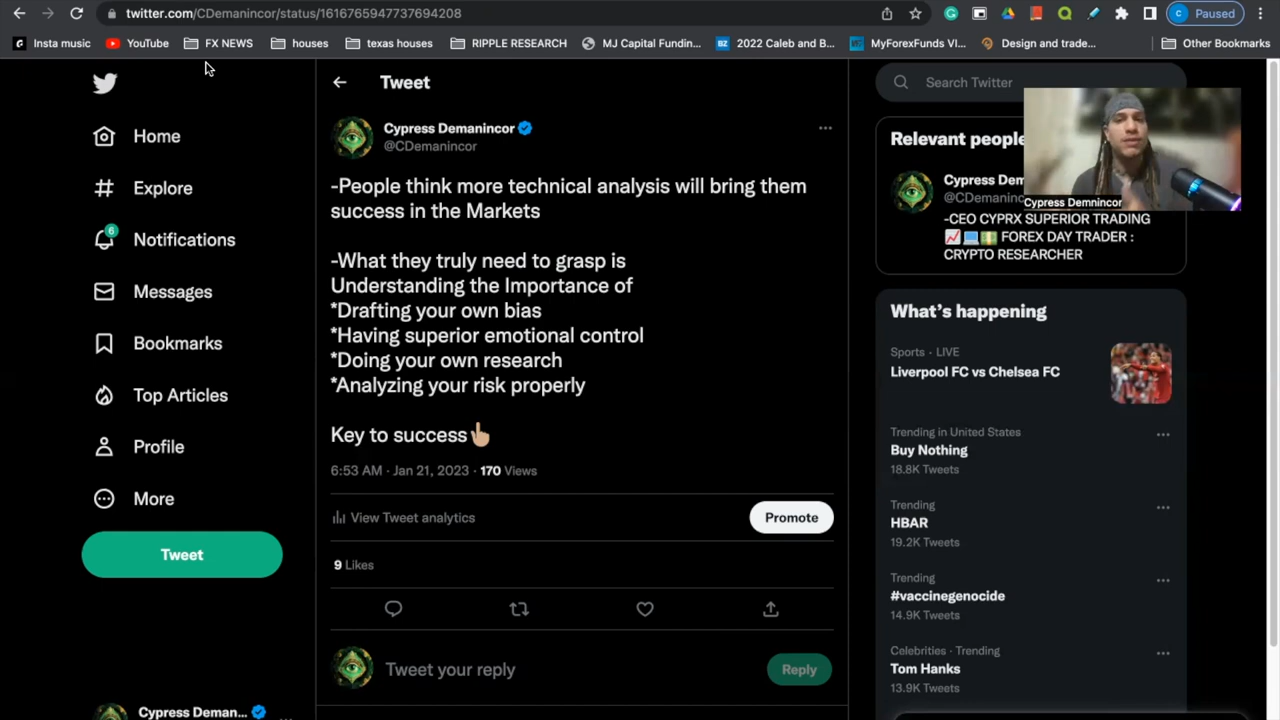 twitter.com/CDemanincor/status/1616765947737694208
Paused
Insta music
YouTube
FX NEWS
houses
texas houses
RIPPLE RESEARCH
MJ Capital Fundin...
2022 Caleb and B...
MyForexFunds VI...
Design and trade...
Other Bookmarks
Home
Explore
6
Notifications
Messages
Bookmarks
Top Articles
Profile
More
Tweet
Cypress Deman...
Tweet
Cypress Demanincor
@CDemanincor
-People think more technical analysis will bring them
success in the Markets
-What they truly need to grasp is
Understanding the Importance of
*Drafting your own bias
*Having superior emotional control
*Doing your own research
*Analyzing your risk properly
Key to success👆🏼
6:53 AM · Jan 21, 2023 · 170 Views
View Tweet analytics
Promote
9 Likes
Tweet your reply
Reply
Search Twitter
Relevant people
Cypress Dem
@CDemaninc
Cypress Demnincor
-CEO CYPRX SUPERIOR TRADING
📈💻💵 FOREX DAY TRADER :
CRYPTO RESEARCHER
What's happening
Sports · LIVE
Liverpool FC vs Chelsea FC
Trending in United States
Buy Nothing
18.8K Tweets
Trending
HBAR
19.2K Tweets
Trending
#vaccinegenocide
14.9K Tweets
Celebrities · Trending
Tom Hanks
13.9K Tweets